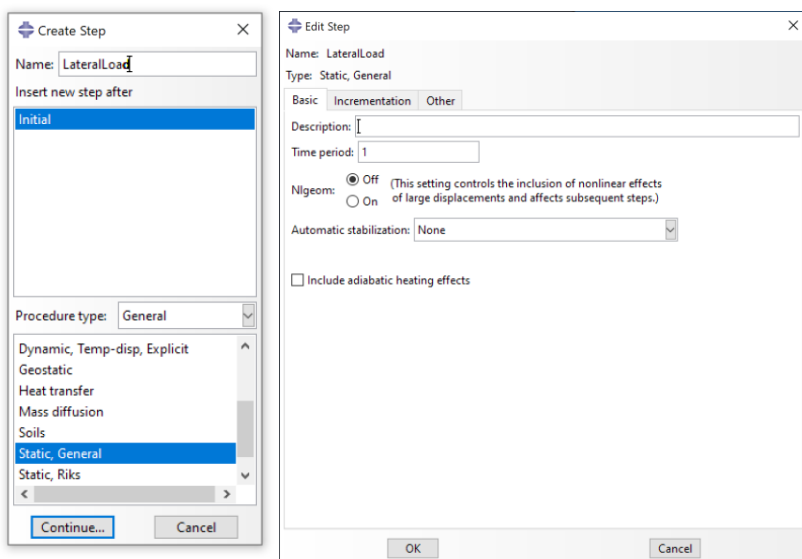 Create Step
Name: LateralLoad
Insert new step after
Initial
Procedure type: General
Dynamic, Temp-disp, Explicit
Geostatic
Heat transfer
Mass diffusion
Soils
Static, General
Static, Riks
Continue...
Cancel
Edit Step
Name: LateralLoad
Type: Static, General
Basic Incrementation Other
Description:
Time period: 1
Nlgeom:
Off
On
(This setting controls the inclusion of nonlinear effects
of large displacements and affects subsequent steps.)
Automatic stabilization: None
Include adiabatic heating effects
OK
Cancel